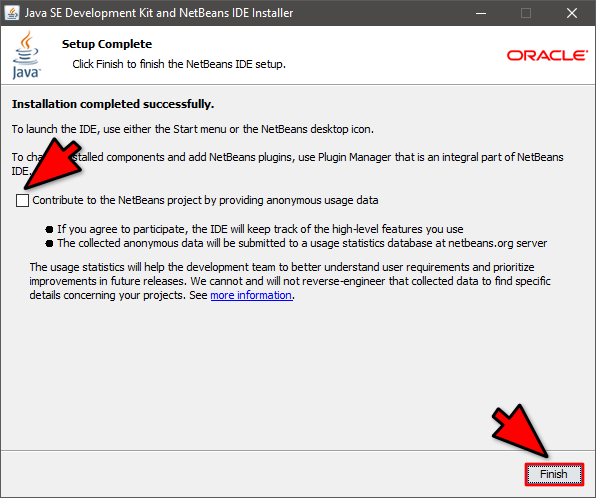 Java SE Development Kit and NetBeans IDE Installer
Setup Complete
Click Finish to finish the NetBeans IDE setup.
Java
ORACLE
Installation completed successfully.
To launch the IDE, use either the Start menu or the NetBeans desktop icon.
To cha installed components and add NetBeans plugins, use Plugin Manager that is an integral part of NetBeans
IDE.
Contribute to the NetBeans project by providing anonymous usage data
If you agree to participate, the IDE will keep track of the high-level features you use
The collected anonymous data will be submitted to a usage statistics database at netbeans.org server
The usage statistics will help the development team to better understand user requirements and prioritize
improvements in future releases. We cannot and will not reverse-engineer that collected data to find specific
details concerning your projects. See more information.
Finish